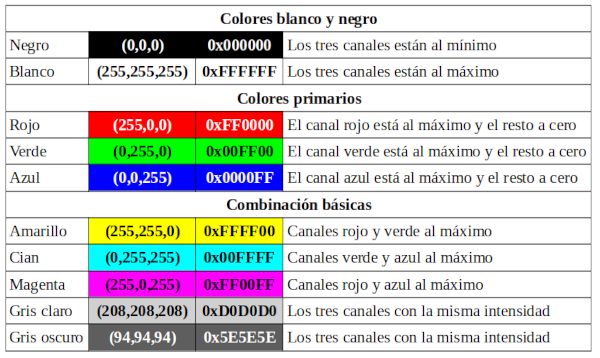 Colores blanco y negro
Negro (0,0,0) 0x000000 Los tres canales están al mínimo
Blanco (255,255,255) 0xFFFFFF Los tres canales están al máximo
Colores primarios
Rojo (255,0,0) 0xFF0000 El canal rojo está al máximo y el resto a cero
Verde (0,255,0) 0x00FF00 El canal verde está al máximo y el resto a cero
Azul (0,0,255) 0x0000FF El canal azul está al máximo y el resto a cero
Combinación básicas
Amarillo (255,255,0) 0xFFFF00 Canales rojo y verde al máximo
Cian (0,255,255) 0x00FFFF Canales verde y azul al máximo
Magenta (255,0,255) 0xFF00FF Canales rojo y azul al máximo
Gris claro (208,208,208) 0xD0D0D0 Los tres canales con la misma intensidad
Gris oscuro (94,94,94) 0x5E5E5E Los tres canales con la misma intensidad